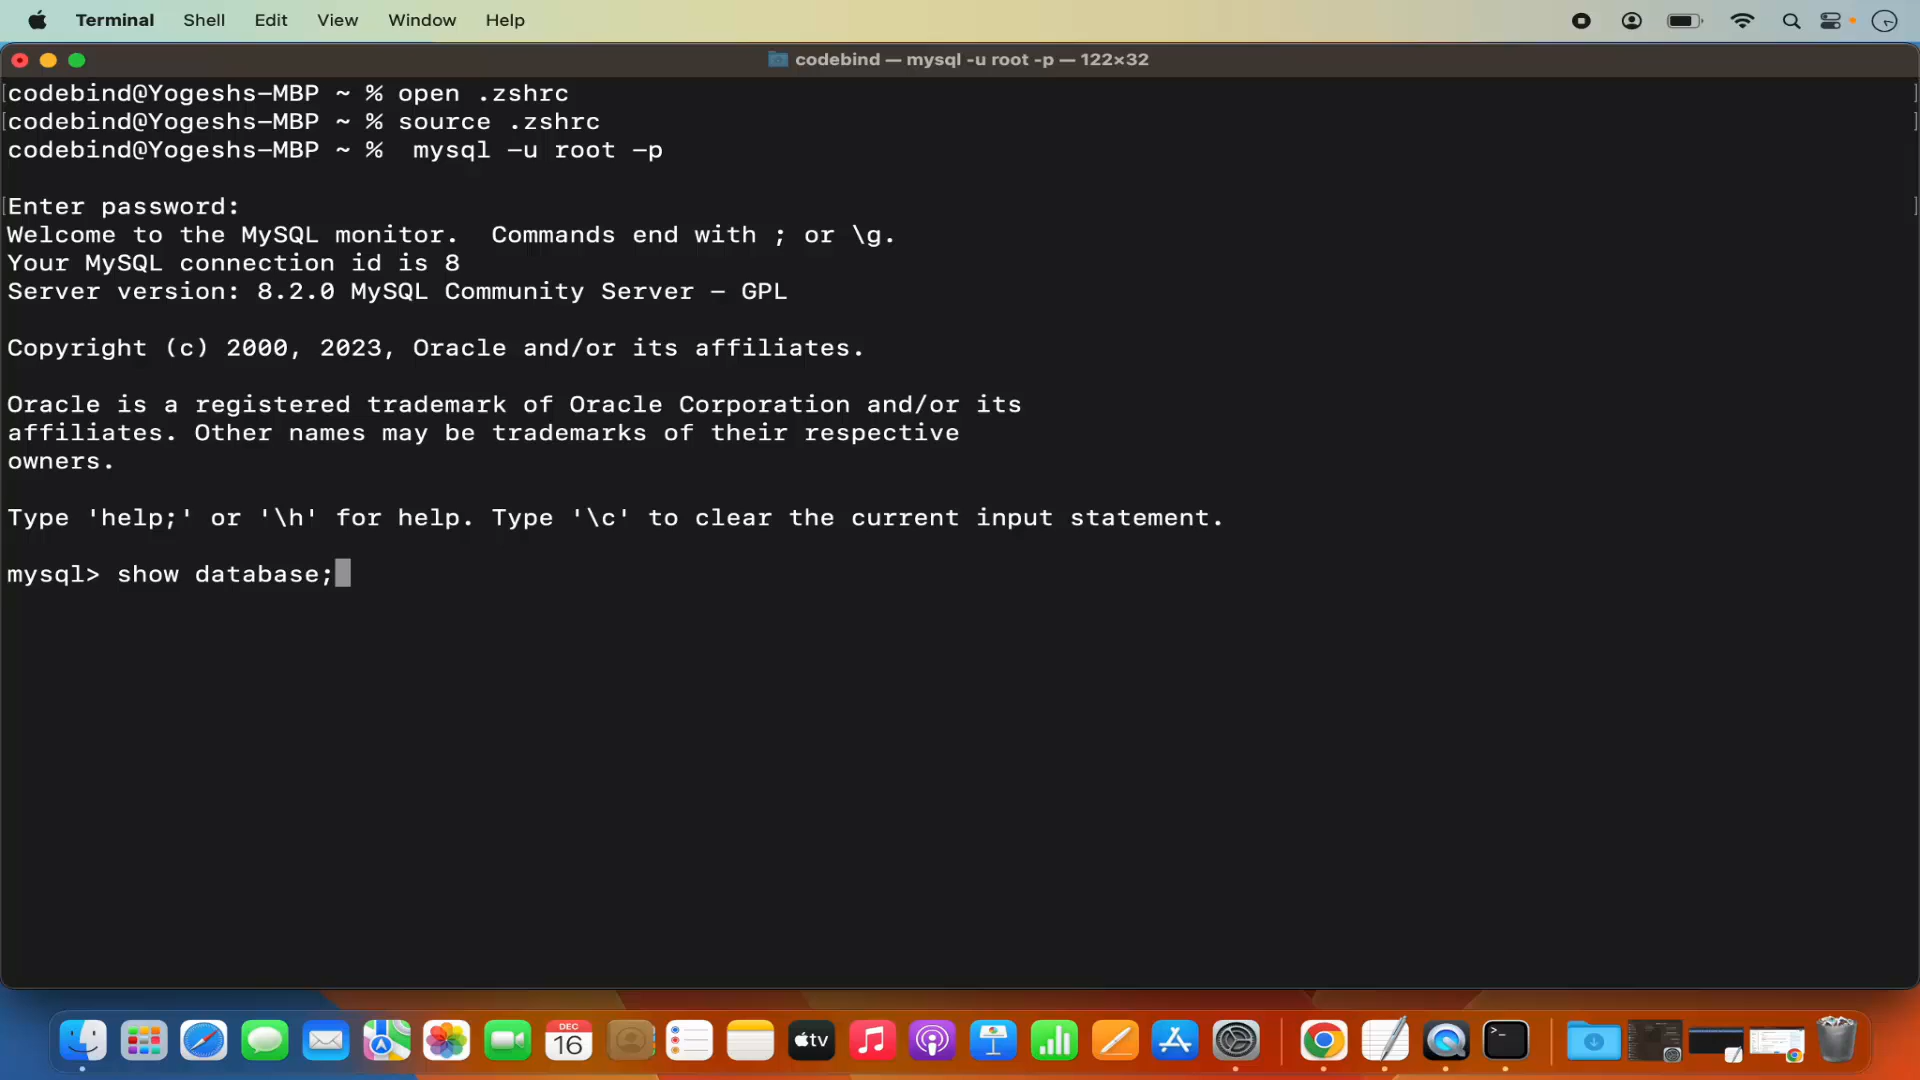 Terminal Shell Edit View Window Help
codebind — mysql -u root -p — 122×32
[codebind@Yogeshs-MBP ~ % open .zshrc ]
[codebind@Yogeshs-MBP ~ % source .zshrc ]
codebind@Yogeshs-MBP ~ %  mysql -u root -p
[Enter password: ]
Welcome to the MySQL monitor.  Commands end with ; or \g.
Your MySQL connection id is 8
Server version: 8.2.0 MySQL Community Server - GPL
Copyright (c) 2000, 2023, Oracle and/or its affiliates.
Oracle is a registered trademark of Oracle Corporation and/or its
affiliates. Other names may be trademarks of their respective
owners.
Type 'help;' or '\h' for help. Type '\c' to clear the current input statement.
mysql> show database;
DEC
16
tv
>_